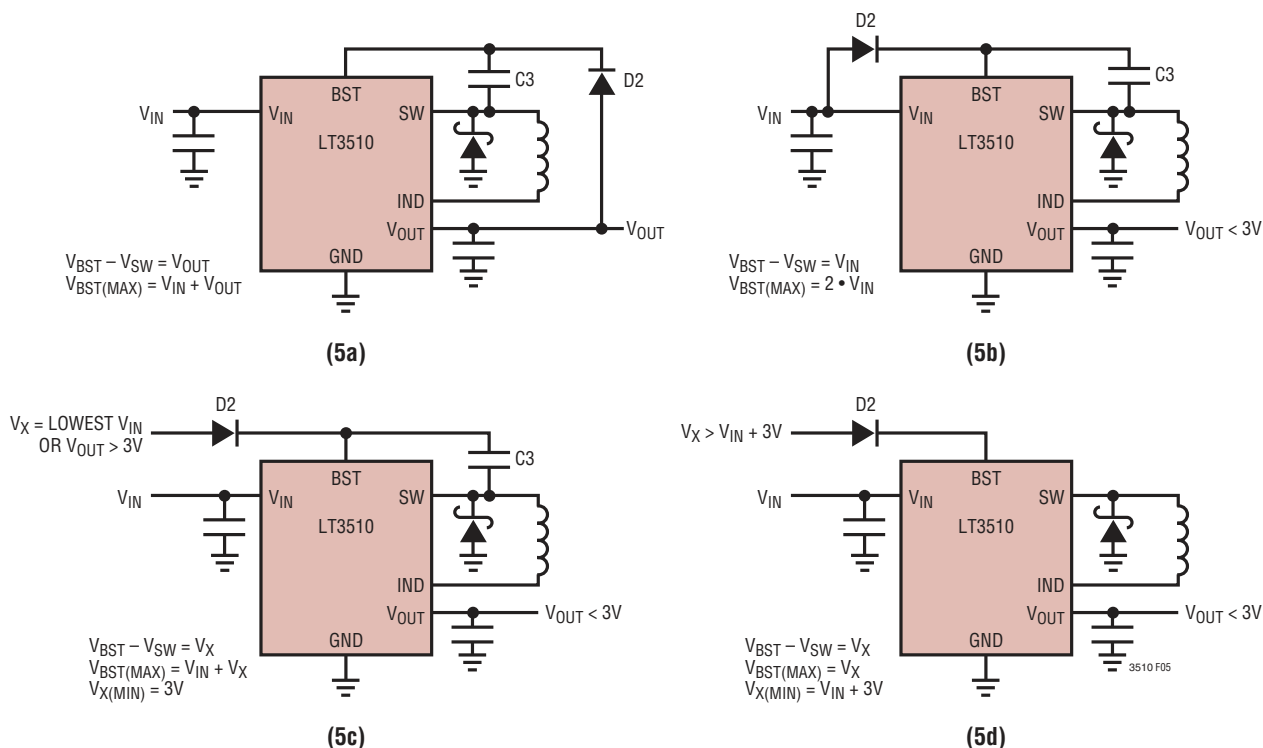 BST
C3
D2
VIN
VIN
SW
LT3510
IND
VOUT
VOUT
GND
VBST – VSW = VOUT
VBST(MAX) = VIN + VOUT
(5a)
D2
BST
C3
VIN
VIN
SW
LT3510
IND
VOUT
VOUT < 3V
GND
VBST – VSW = VIN
VBST(MAX) = 2 • VIN
(5b)
D2
VX = LOWEST VIN
OR VOUT > 3V
C3
BST
VIN
VIN
SW
LT3510
IND
VOUT
VOUT < 3V
GND
VBST – VSW = VX
VBST(MAX) = VIN + VX
VX(MIN) = 3V
(5c)
D2
VX > VIN + 3V
BST
VIN
VIN
SW
LT3510
IND
VOUT
VOUT < 3V
GND
VBST – VSW = VX
VBST(MAX) = VX
VX(MIN) = VIN + 3V
3510 F05
(5d)